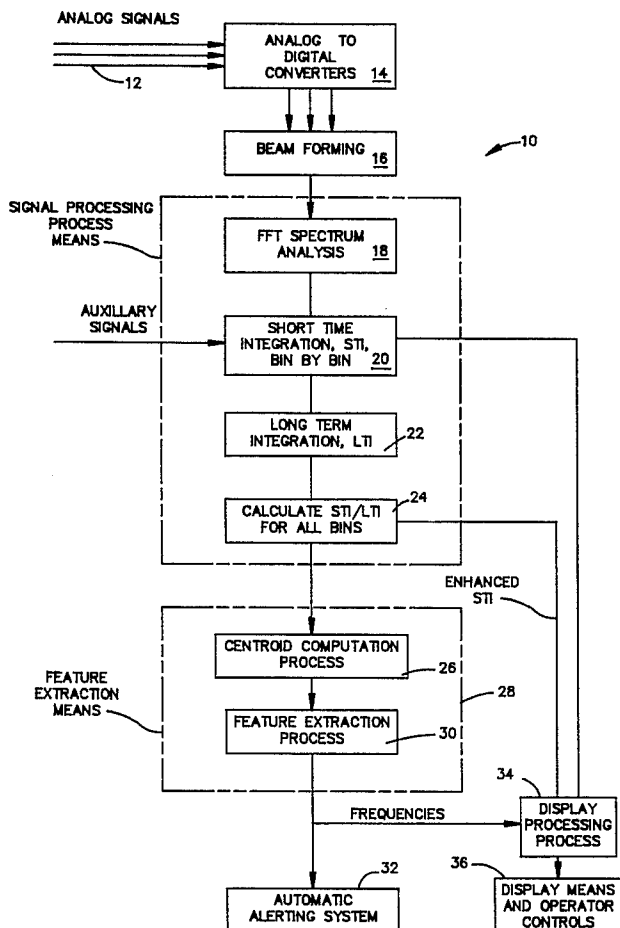 ANALOG SIGNALS
12
ANALOG TO
DIGITAL
CONVERTERS 14
BEAM FORMING 16
10
SIGNAL PROCESSING
PROCESS
MEANS
FFT SPECTRUM
ANALYSIS 18
AUXILLARY
SIGNALS
SHORT TIME
INTEGRATION, STI,
BIN BY BIN 20
LONG TERM
INTEGRATION, LTI
22
CALCULATE STI/LTI
FOR ALL BINS
24
ENHANCED
STI
CENTROID COMPUTATION
PROCESS
26
FEATURE
EXTRACTION
MEANS
28
FEATURE EXTRACTION
PROCESS
30
FREQUENCIES
34
DISPLAY
PROCESSING
PROCESS
32
AUTOMATIC
ALERTING SYSTEM
36
DISPLAY MEANS
AND OPERATOR
CONTROLS